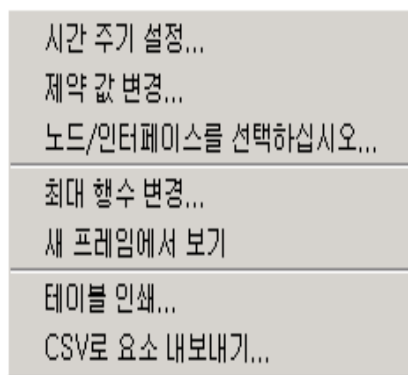 시간 주기 설정...
제약 값 변경...
노드/인터페이스를 선택하십시오...
최대 행수 변경...
새 프레임에서 보기
테이블 인쇄...
CSV로 요소 내보내기...